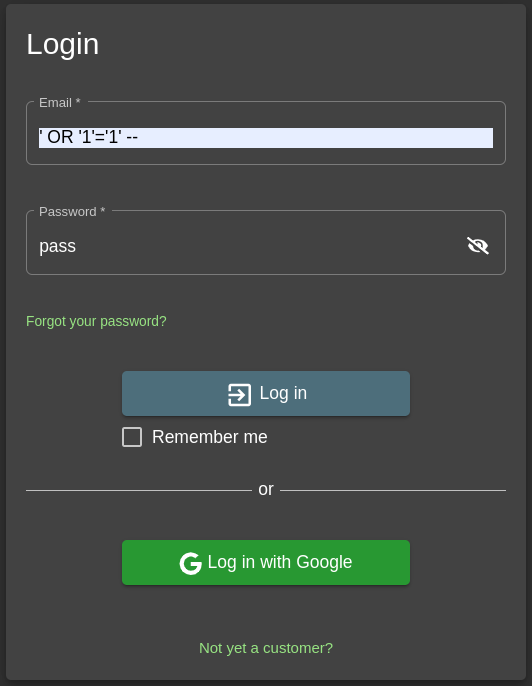 Login
Email *
' OR '1'='1' --
Password *
pass
Forgot your password?
Log in
Remember me
or
Log in with Google
Not yet a customer?